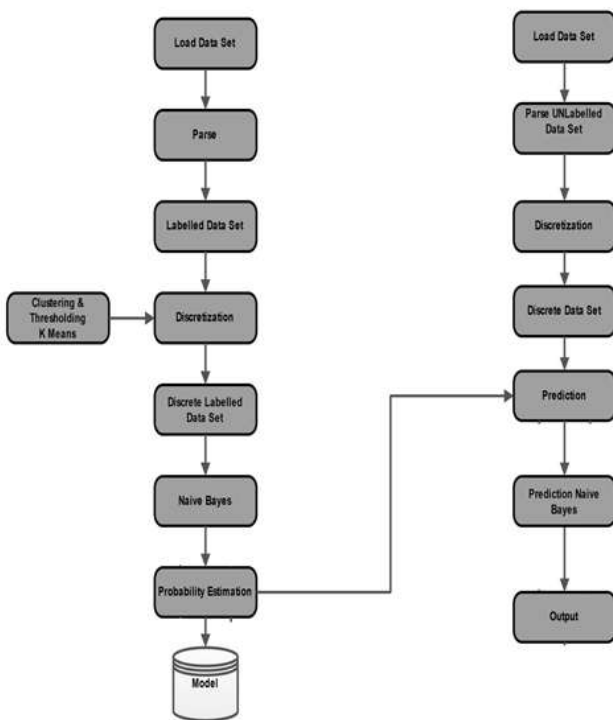 Load Data Set
Parse
Labelled Data Set
Clustering &
Thresholding
K Means
Discretization
Discrete Labelled
Data Set
Naive Bayes
Probability Estimation
Model
Load Data Set
Parse UNLabelled
Data Set
Discretization
Discrete Data Set
Prediction
Prediction Naive
Bayes
Output